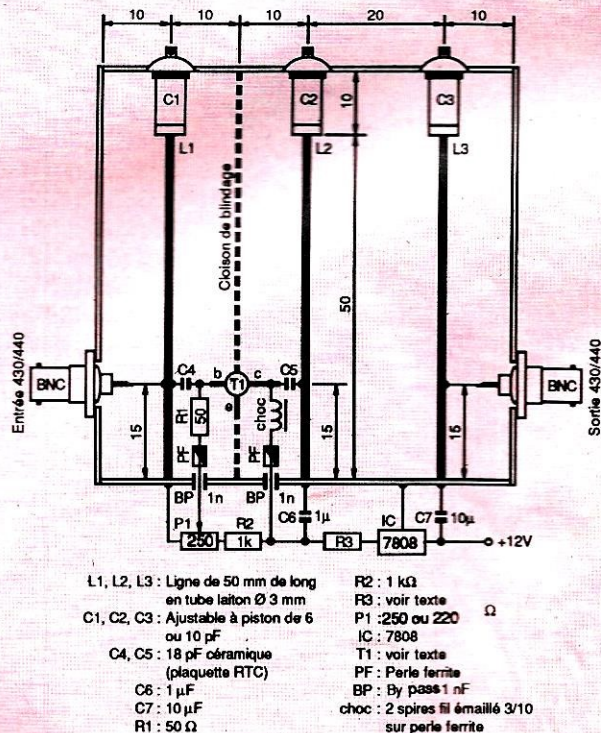 10 10 10 20 10
C1 C2 C3
10
L1 L2 L3
Cloison de blindage
50
Entrée 430/440
BNC
C4 b T1 c C5
e
R1 50
choc
PF PF
15 15 15
BNC
Sortie 430/440
BP 1n BP 1n
P1 R2 C6 1µ IC C7 10µ
250 1k R3 7808 +12V
L1, L2, L3 : Ligne de 50 mm de long
en tube laiton Ø 3 mm
C1, C2, C3 : Ajustable à piston de 6
ou 10 pF
C4, C5 : 18 pF céramique
(plaquette RTC)
C6 : 1 µF
C7 : 10 µF
R1 : 50 Ω
R2 : 1 kΩ
R3 : voir texte
P1 : 250 ou 220 Ω
IC : 7808
T1 : voir texte
PF : Perle ferrite
BP : By pass 1 nF
choc : 2 spires fil émaillé 3/10
sur perle ferrite